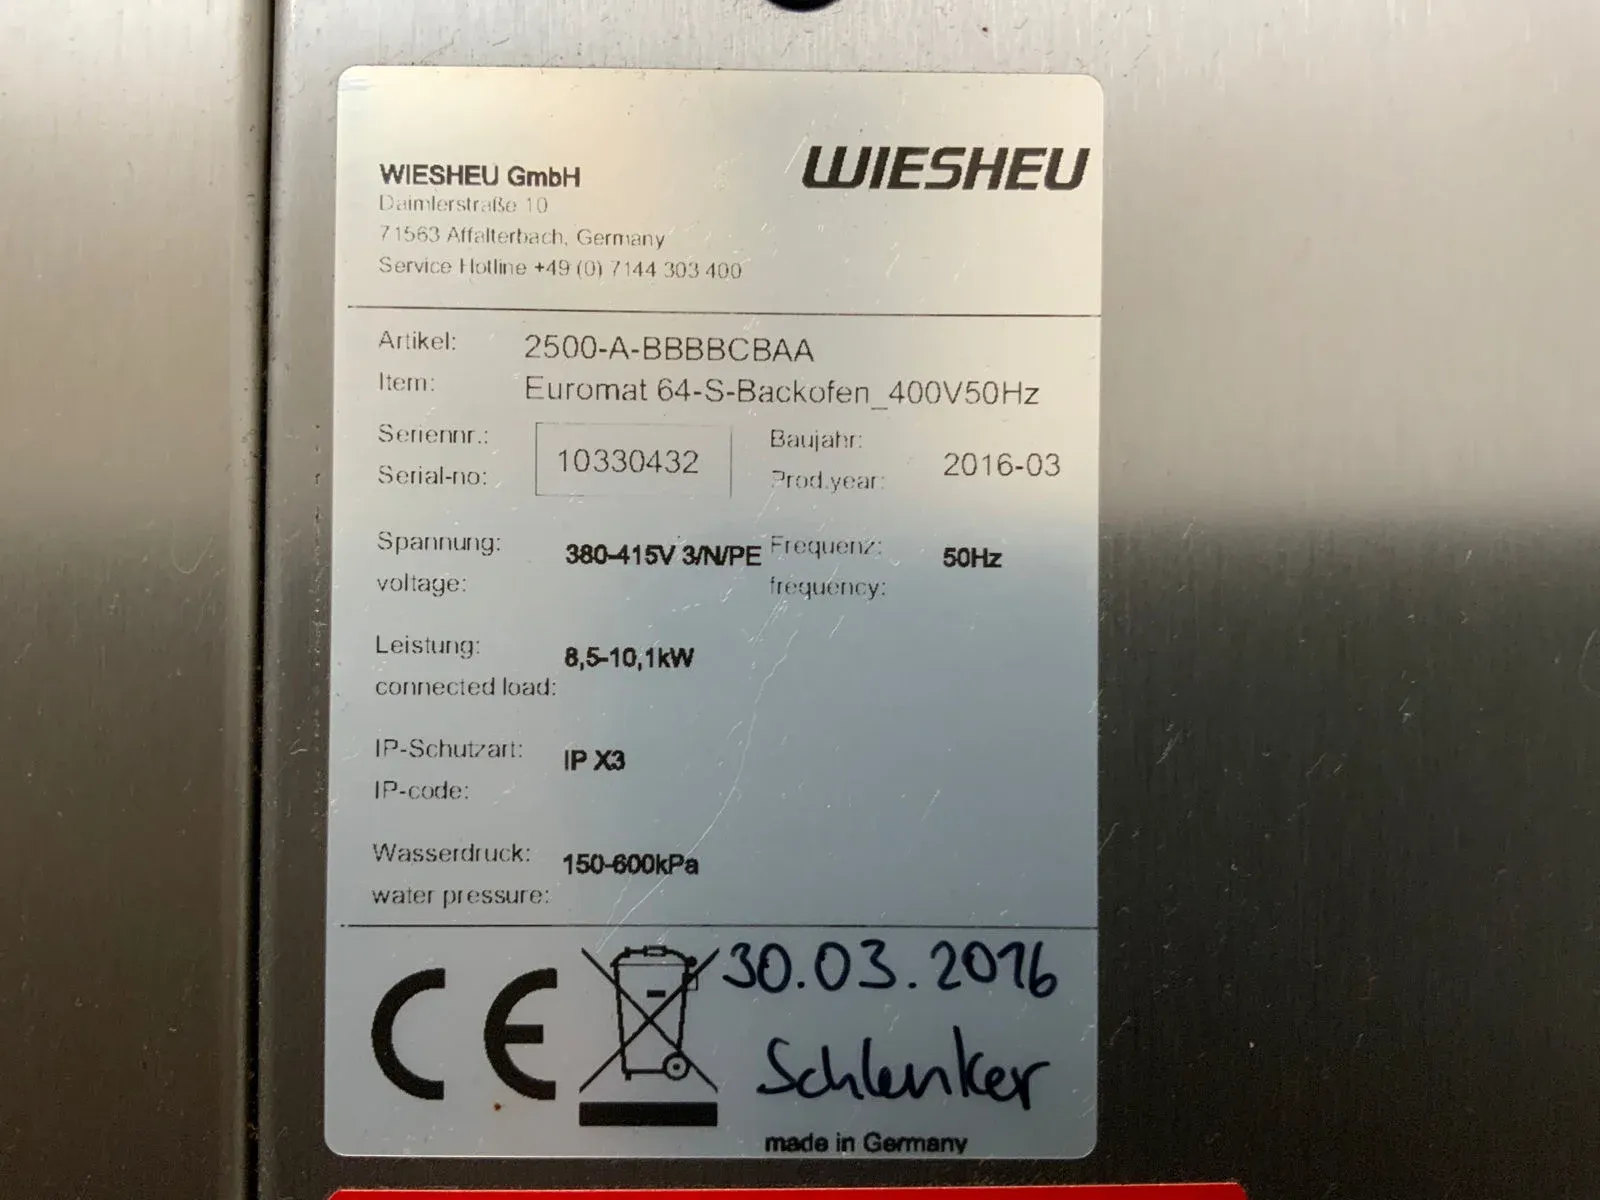 WIESHEU GmbH
WIESHEU
Daimlerstraße 10
71563 Affalterbach, Germany
Service Hotline +49 (0) 7144 303 400
Artikel: 2500-A-BBBBCBAA
Item: Euromat 64-S-Backofen_400V50Hz
Seriennr.: Baujahr:
10330432 2016-03
Serial-no: Prod.year:
Spannung: Frequenz:
380-415V 3/N/PE 50Hz
voltage: frequency:
Leistung:
8,5-10,1kW
connected load:
IP-Schutzart:
IP X3
IP-code:
Wasserdruck:
150-600kPa
water pressure:
CE
30.03.2016
Schlenker
made in Germany